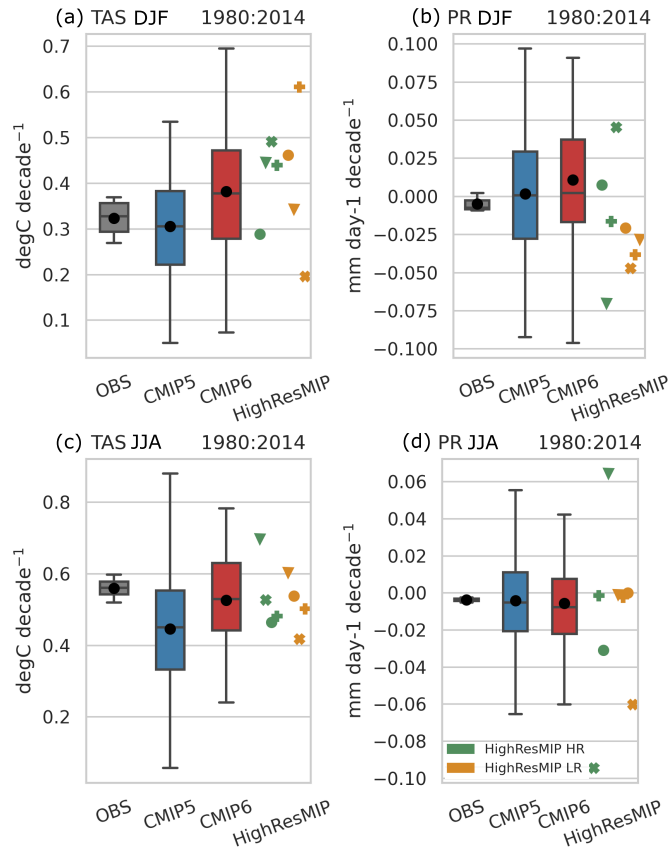 (a) TAS DJF 1980:2014
degC decade−1
0.7
0.6
0.5
0.4
0.3
0.2
0.1
OBS CMIP5 CMIP6 HighResMIP
(b) PR DJF 1980:2014
mm day-1 decade−1
0.100
0.075
0.050
0.025
0.000
−0.025
−0.050
−0.075
−0.100
OBS CMIP5 CMIP6 HighResMIP
(c) TAS JJA 1980:2014
degC decade−1
0.8
0.6
0.4
0.2
OBS CMIP5 CMIP6 HighResMIP
(d) PR JJA 1980:2014
mm day-1 decade−1
0.06
0.04
0.02
0.00
−0.02
−0.04
−0.06
−0.08
−0.10
HighResMIP HR
HighResMIP LR
OBS CMIP5 CMIP6 HighResMIP